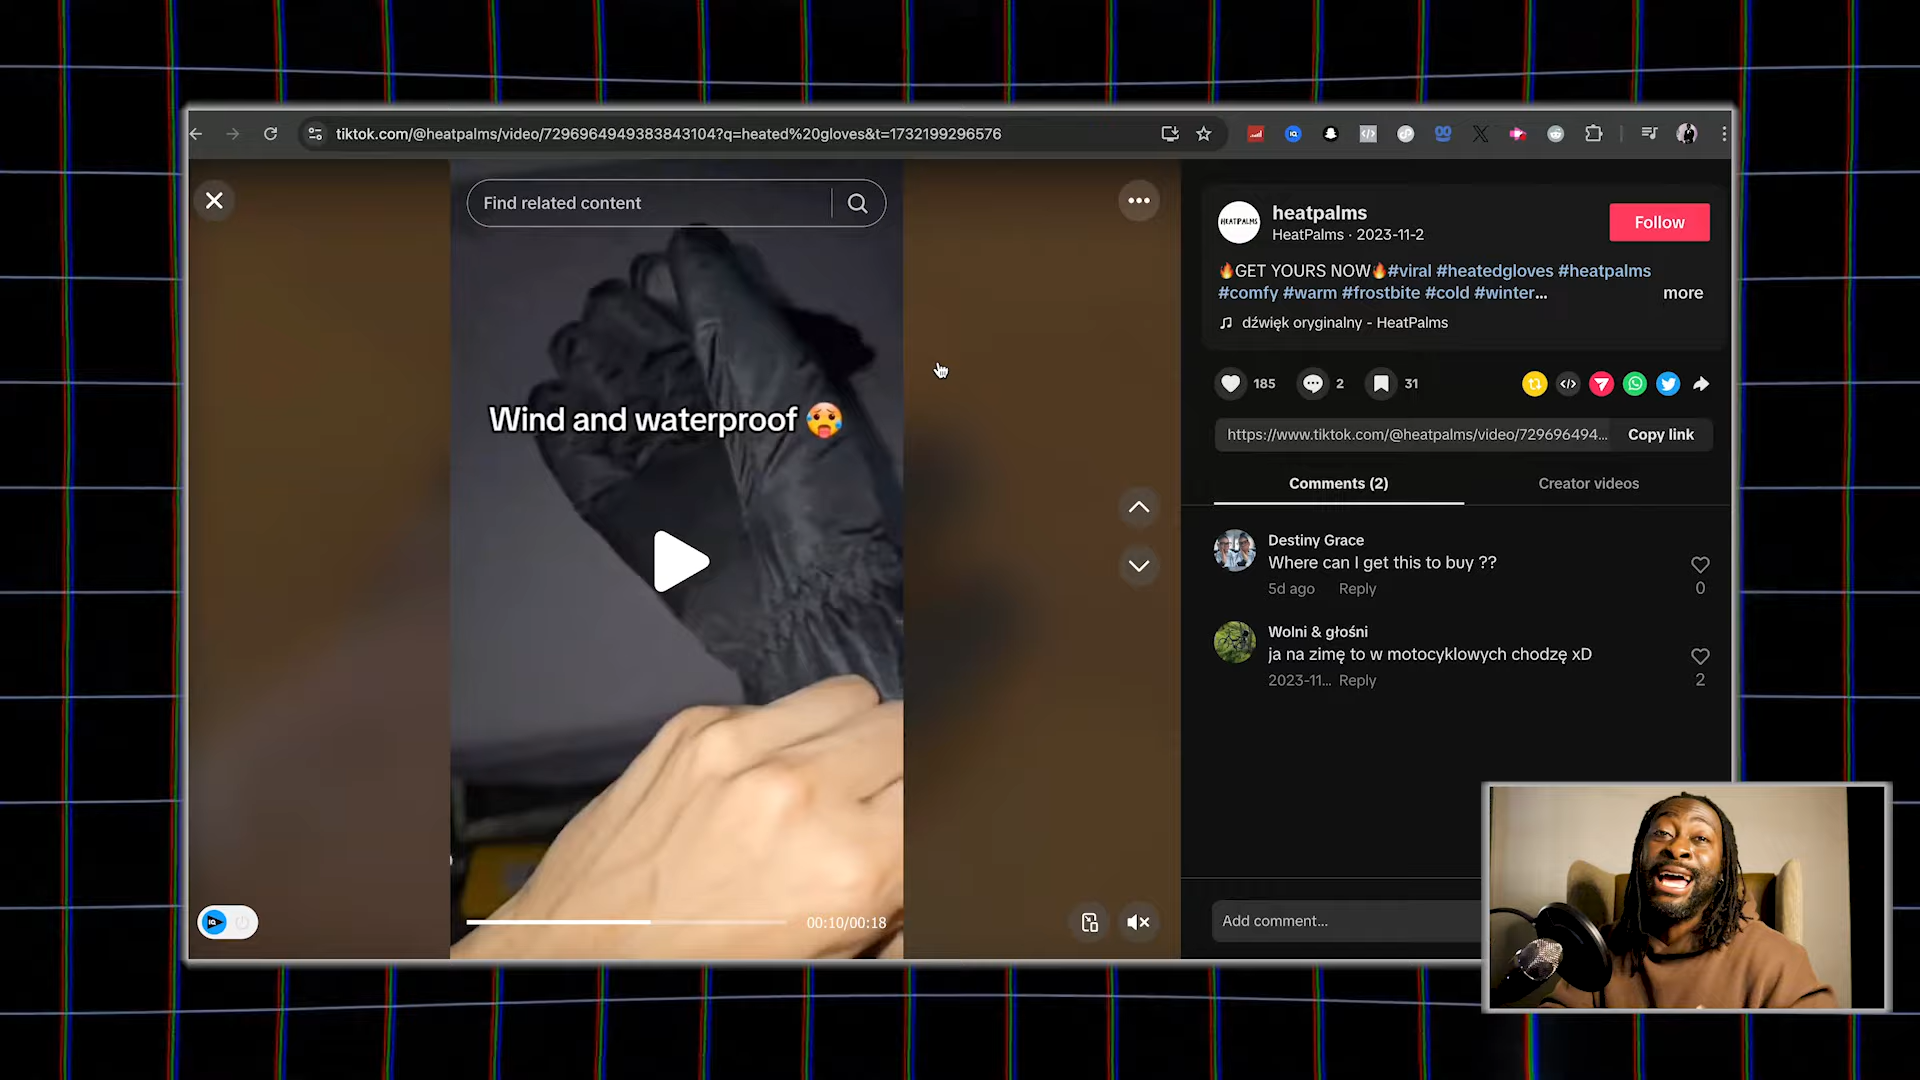 tiktok.com/@heatpalms/video/7296964949383843104?q=heated%20gloves&t=1732199296576
Find related content
Wind and waterproof 🥵
00:10/00:18
HEATPALMS
heatpalms
HeatPalms · 2023-11-2
Follow
🔥GET YOURS NOW🔥#viral #heatedgloves #heatpalms
#comfy #warm #frostbite #cold #winter...
more
dźwięk oryginalny - HeatPalms
185
2
31
https://www.tiktok.com/@heatpalms/video/729696494...
Copy link
Comments (2)
Creator videos
Destiny Grace
Where can I get this to buy ??
5d ago
Reply
0
Wolni & głośni
ja na zimę to w motocyklowych chodzę xD
2023-11...
Reply
2
Add comment...